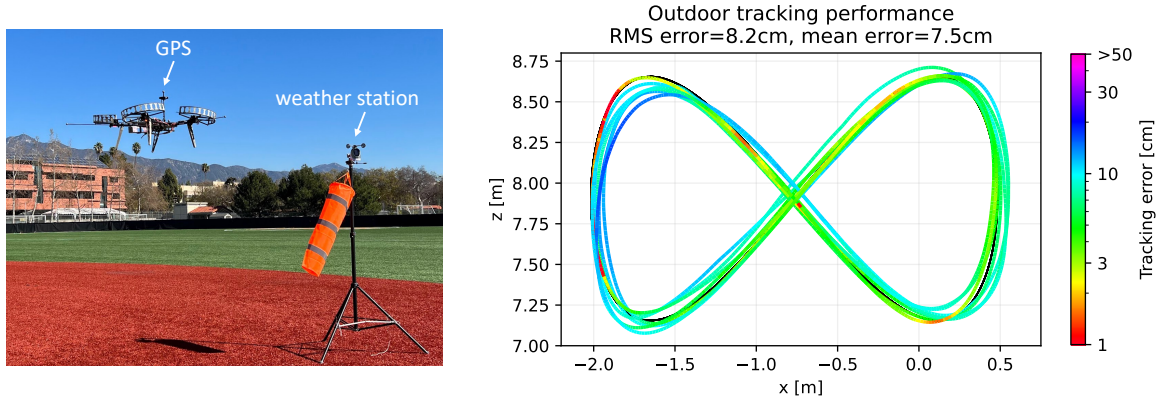 GPS
weather station
Outdoor tracking performance
RMS error=8.2cm, mean error=7.5cm
8.75
8.50
8.25
8.00
7.75
7.50
7.25
7.00
z [m]
−2.0 −1.5 −1.0 −0.5 0.0 0.5
x [m]
>50
30
10
3
1
Tracking error [cm]